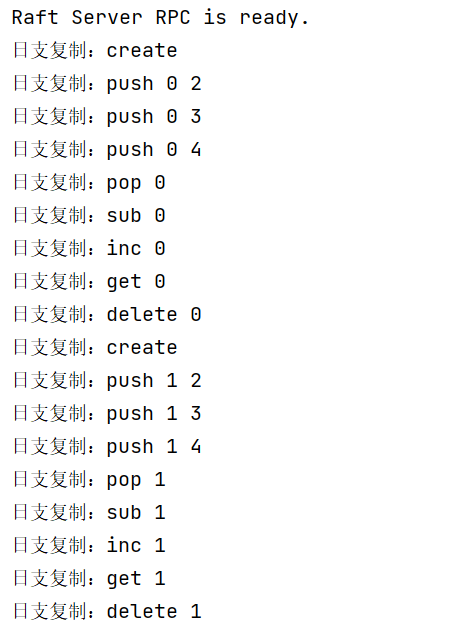 Raft Server RPC is ready.
日支复制：create
日支复制：push 0 2
日支复制：push 0 3
日支复制：push 0 4
日支复制：pop 0
日支复制：sub 0
日支复制：inc 0
日支复制：get 0
日支复制：delete 0
日支复制：create
日支复制：push 1 2
日支复制：push 1 3
日支复制：push 1 4
日支复制：pop 1
日支复制：sub 1
日支复制：inc 1
日支复制：get 1
日支复制：delete 1